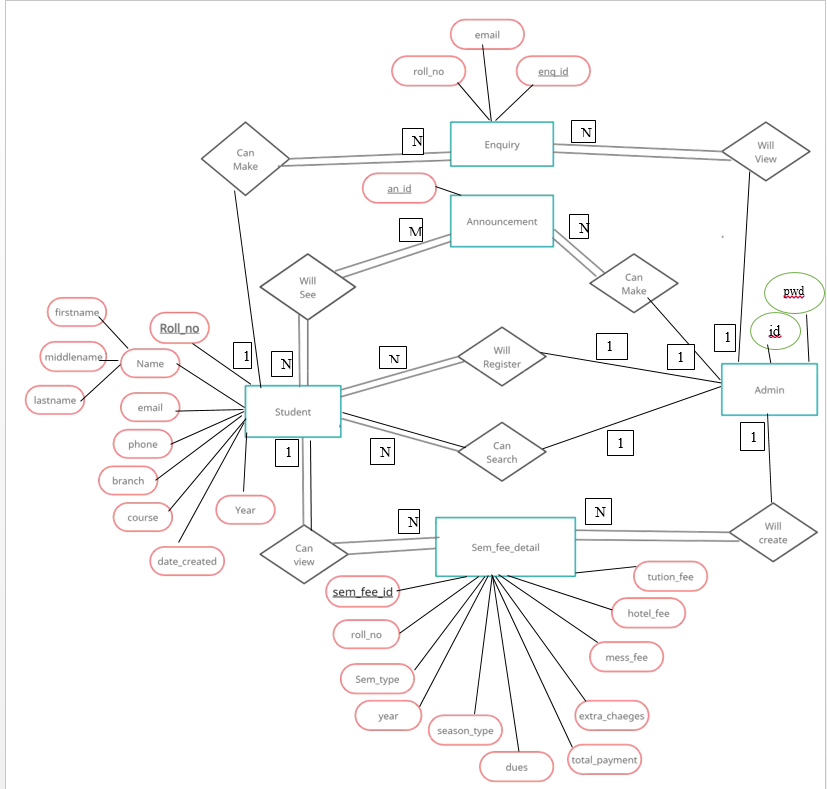 email
roll_no
enq_id
Can
Make
N
Enquiry
N
Will
View
an_id
Announcement
M
N
Will
See
Can
Make
pwd
id
firstname
middlename
lastname
Name
Roll_no
1
N
N
Will
Register
1
1
1
Admin
Student
email
phone
branch
course
date_created
Year
1
N
Can
Search
1
1
Can
view
N
Sem_fee_detail
N
Will
create
sem_fee_id
roll_no
Sem_type
year
season_type
dues
total_payment
extra_chaeges
mess_fee
hotel_fee
tution_fee